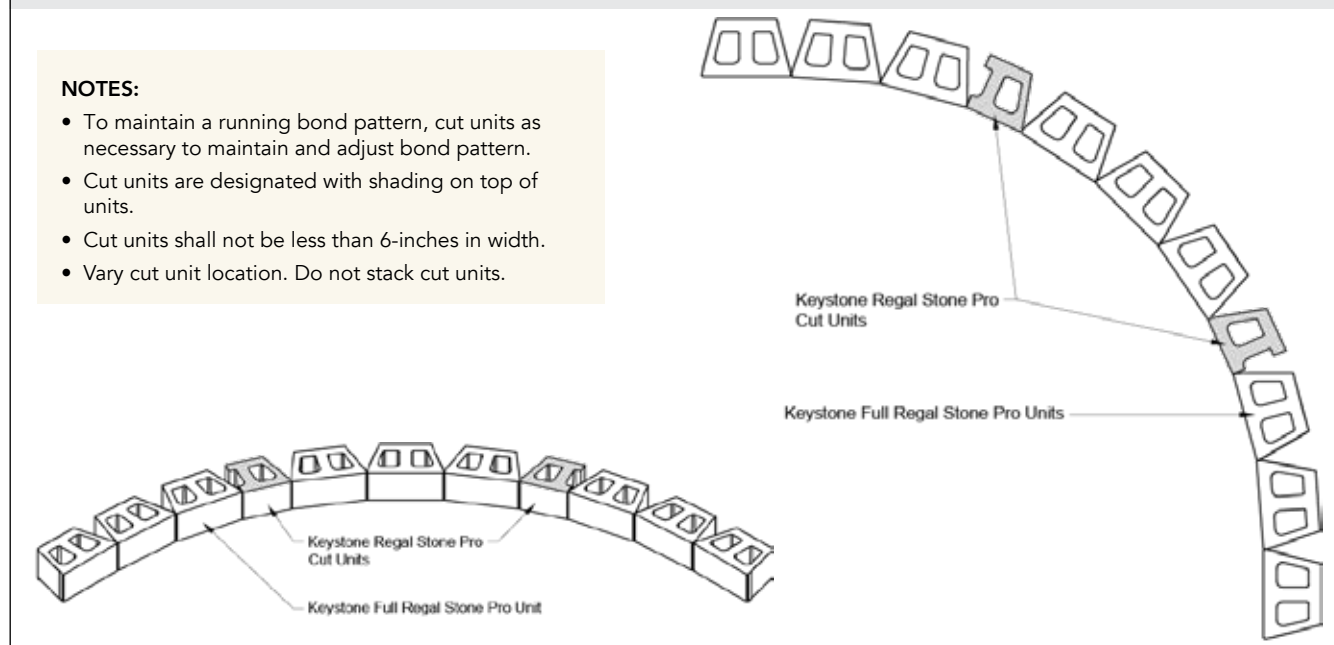 NOTES:
• To maintain a running bond pattern, cut units as
necessary to maintain and adjust bond pattern.
• Cut units are designated with shading on top of
units.
• Cut units shall not be less than 6-inches in width.
• Vary cut unit location. Do not stack cut units.
Keystone Regal Stone Pro
Cut Units
Keystone Full Regal Stone Pro Units
Keystone Regal Stone Pro
Cut Units
Keystone Full Regal Stone Pro Unit